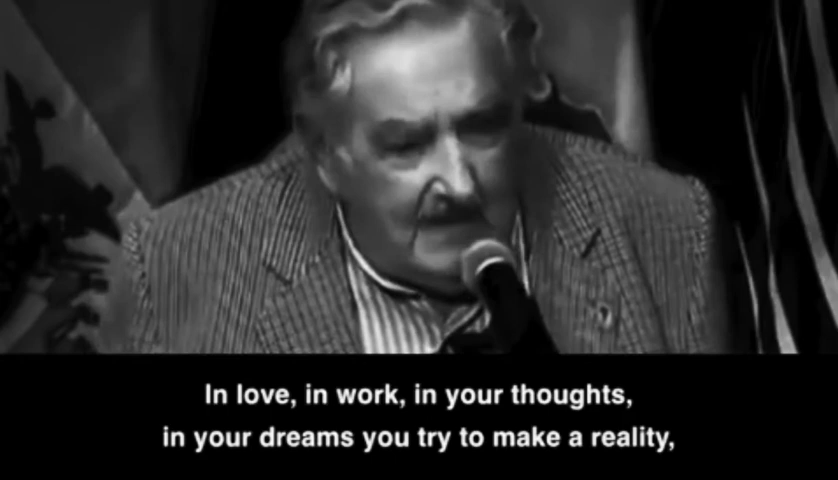 In love, in work, in your thoughts,
in your dreams you try to make a reality,